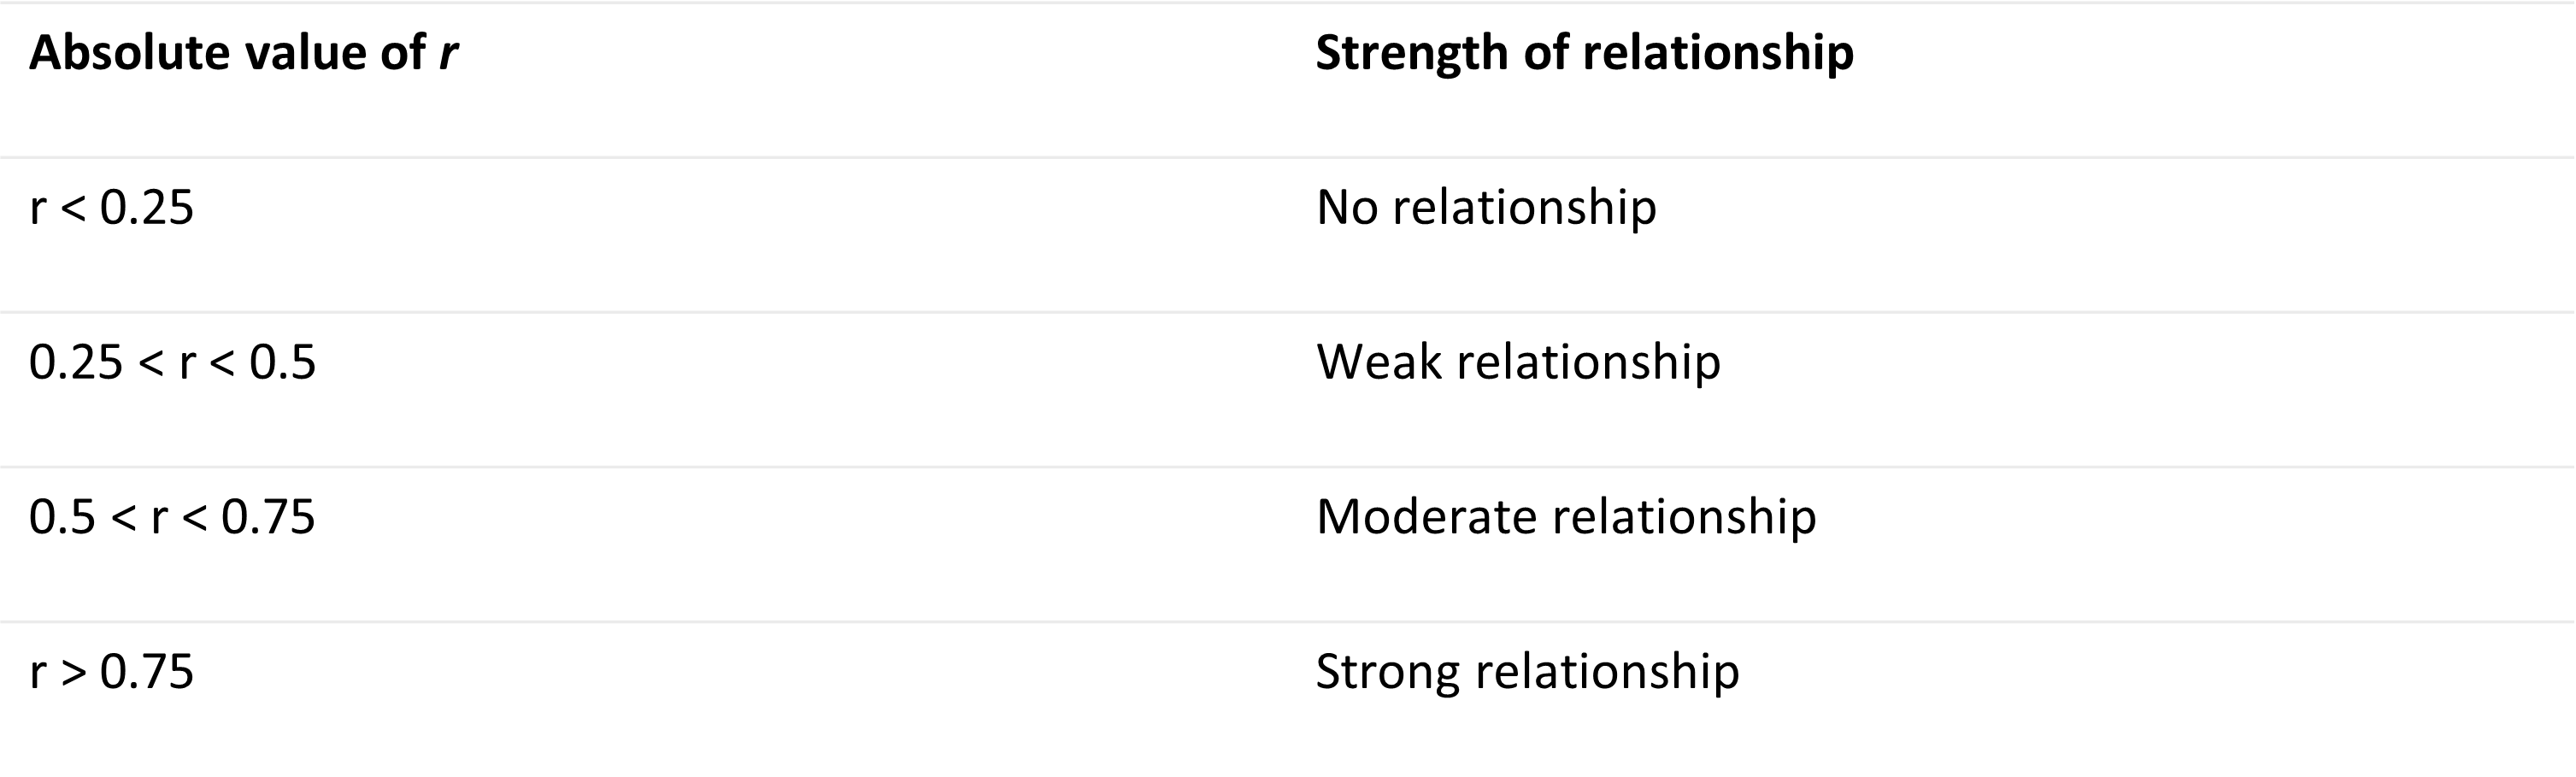 Absolute value of r Strength of relationship
r < 0.25 No relationship
0.25 < r < 0.5 Weak relationship
0.5 < r < 0.75 Moderate relationship
r > 0.75 Strong relationship